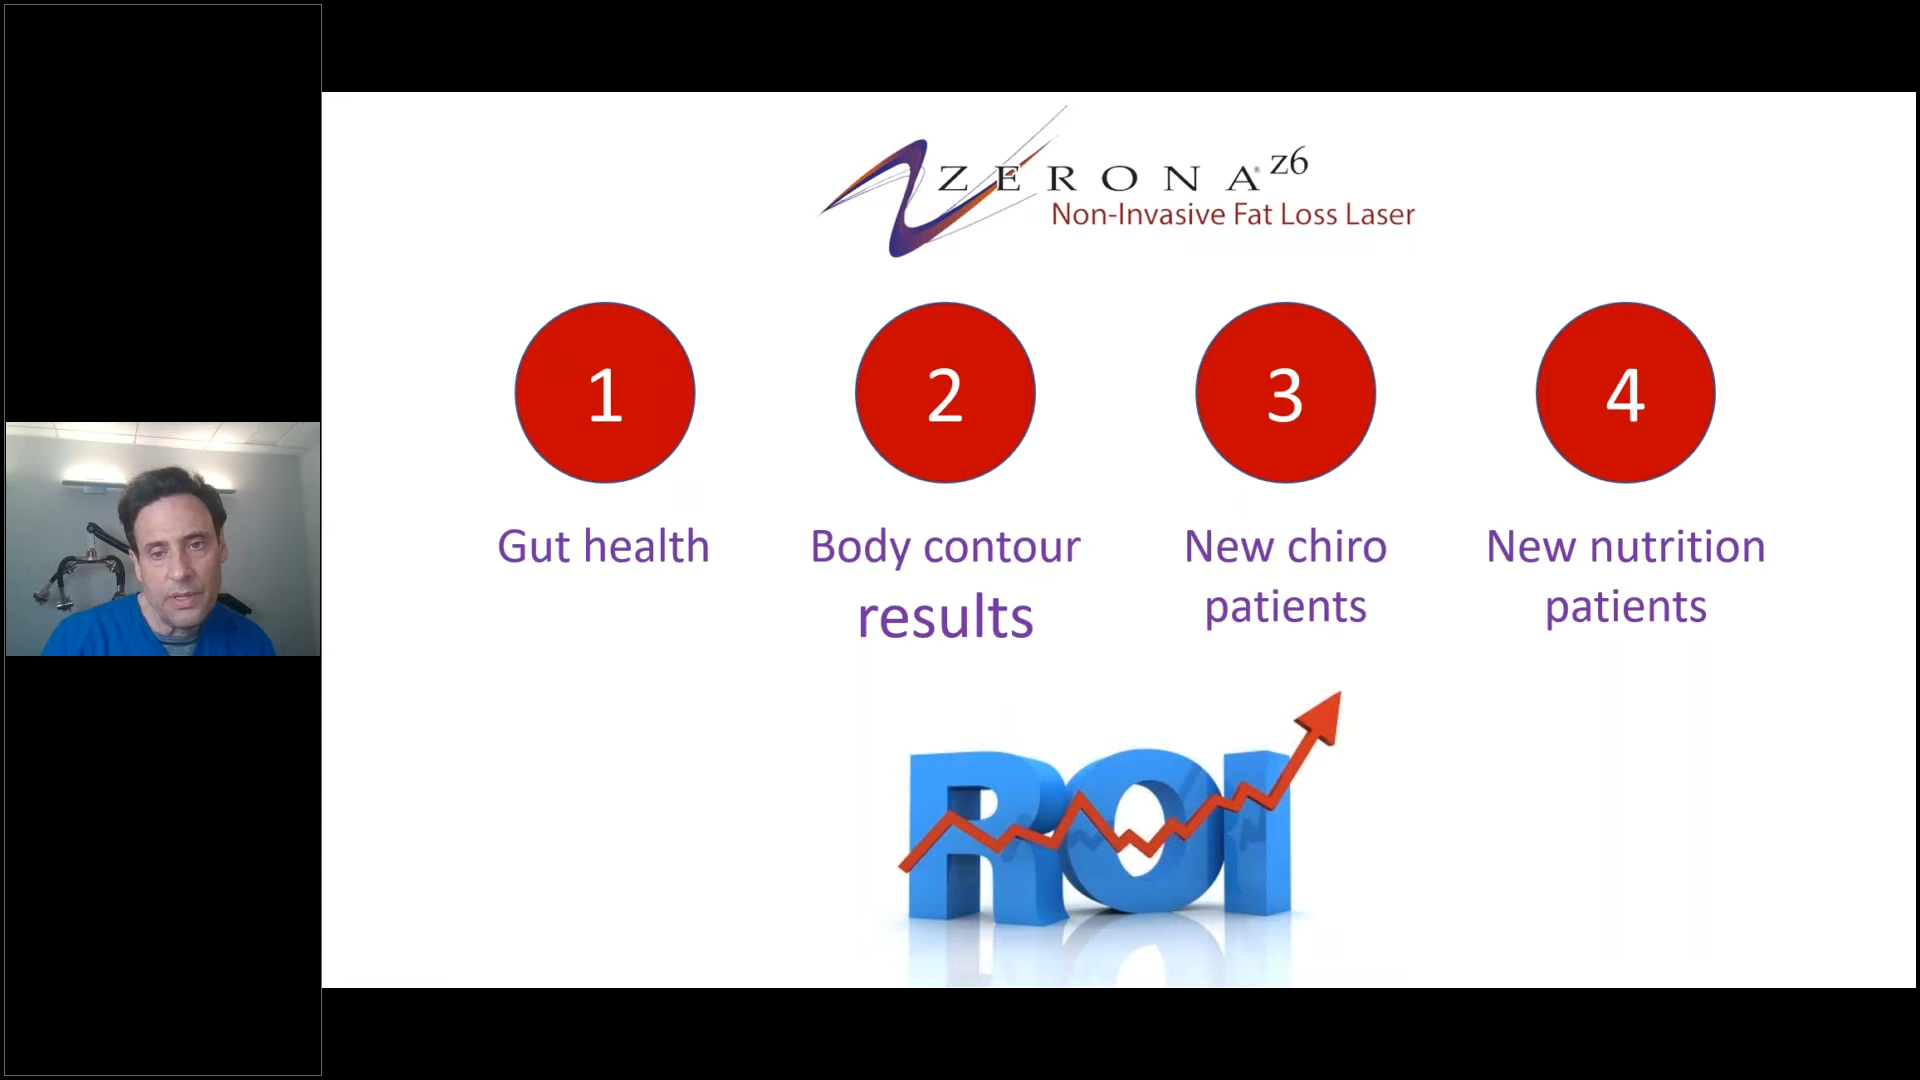 ZERONA® z6
Non-Invasive Fat Loss Laser
1
2
3
4
Gut health
Body contour
results
New chiro
patients
New nutrition
patients
ROI